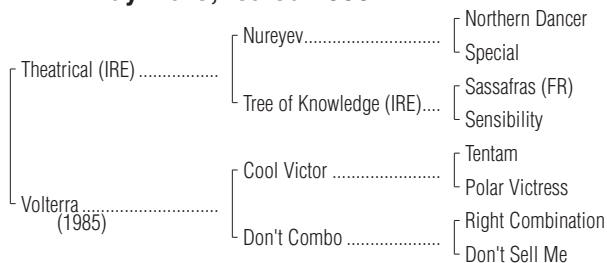 Northern Dancer
Nureyev
Special
Theatrical (IRE)
Sassafras (FR)
Tree of Knowledge (IRE)
Sensibility
Tentam
Cool Victor
Polar Victress
Volterra
(1985)
Right Combination
Don't Combo
Don't Sell Me